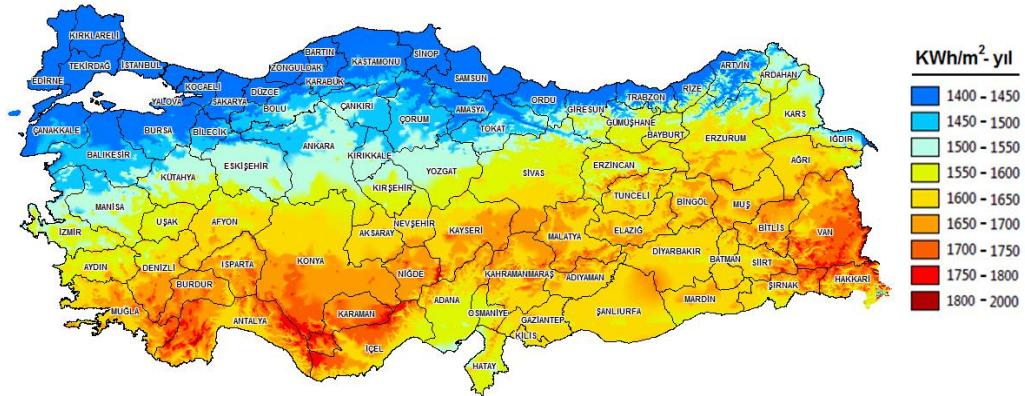 KIRKLARELİ
TEKİRDAĞ
İSTANBUL
EDİRNE
KOCAELİ
YALOVA
SAKARYA
DÜZCE
BOLU
ZONGULDAK
BARTIN
KARABÜK
KASTAMONU
SİNOP
SAMSUN
ÇANAKKALE
BURSA
BİLECİK
ÇANKIRI
ÇORUM
AMASYA
TOKAT
ORDU
GİRESUN
TRABZON
RİZE
ARTVİN
ARDAHAN
KARS
IĞDIR
GÜMÜŞHANE
BAYBURT
ERZURUM
BALIKESİR
KÜTAHYA
ESKİŞEHİR
ANKARA
KIRIKKALE
YOZGAT
SİVAS
ERZİNCAN
AĞRI
MANİSA
KIRŞEHİR
TUNCELİ
BİNGÖL
MUŞ
İZMİR
UŞAK
AFYON
AKSARAY
NEVŞEHİR
KAYSERİ
MALATYA
ELAZIĞ
BİTLİS
VAN
AYDIN
DENİZLİ
ISPARTA
KONYA
NİĞDE
KAHRAMANMARAŞ
ADIYAMAN
DİYARBAKIR
BATMAN
SİİRT
ŞIRNAK
HAKKARİ
BURDUR
MUĞLA
ANTALYA
KARAMAN
İÇEL
ADANA
OSMANİYE
GAZİANTEP
KİLİS
ŞANLIURFA
MARDİN
HATAY
KWh/m²- yıl
1400 - 1450
1450 - 1500
1500 - 1550
1550 - 1600
1600 - 1650
1650 - 1700
1700 - 1750
1750 - 1800
1800 - 2000